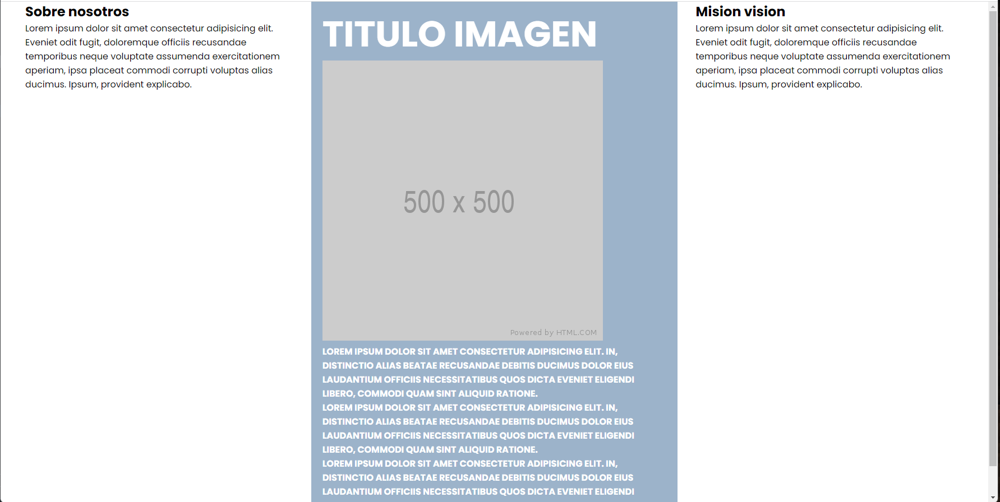 Sobre nosotros
Lorem ipsum dolor sit amet consectetur adipisicing elit.
Eveniet odit fugit, doloremque officiis recusandae
temporibus neque voluptate assumenda exercitationem
aperiam, ipsa placeat commodi corrupti voluptas alias
ducimus. Ipsum, provident explicabo.
TITULO IMAGEN
500 x 500
Powered by HTML.COM
LOREM IPSUM DOLOR SIT AMET CONSECTETUR ADIPISICING ELIT. IN,
DISTINCTIO ALIAS BEATAE RECUSANDAE DEBITIS DUCIMUS DOLOR EIUS
LAUDANTIUM OFFICIIS NECESSITATIBUS QUOS DICTA EVENIET ELIGENDI
LIBERO, COMMODI QUAM SINT ALIQUID RATIONE.
LOREM IPSUM DOLOR SIT AMET CONSECTETUR ADIPISICING ELIT. IN,
DISTINCTIO ALIAS BEATAE RECUSANDAE DEBITIS DUCIMUS DOLOR EIUS
LAUDANTIUM OFFICIIS NECESSITATIBUS QUOS DICTA EVENIET ELIGENDI
LIBERO, COMMODI QUAM SINT ALIQUID RATIONE.
LOREM IPSUM DOLOR SIT AMET CONSECTETUR ADIPISICING ELIT. IN,
DISTINCTIO ALIAS BEATAE RECUSANDAE DEBITIS DUCIMUS DOLOR EIUS
LAUDANTIUM OFFICIIS NECESSITATIBUS QUOS DICTA EVENIET ELIGENDI
Mision vision
Lorem ipsum dolor sit amet consectetur adipisicing elit.
Eveniet odit fugit, doloremque officiis recusandae
temporibus neque voluptate assumenda exercitationem
aperiam, ipsa placeat commodi corrupti voluptas alias
ducimus. Ipsum, provident explicabo.